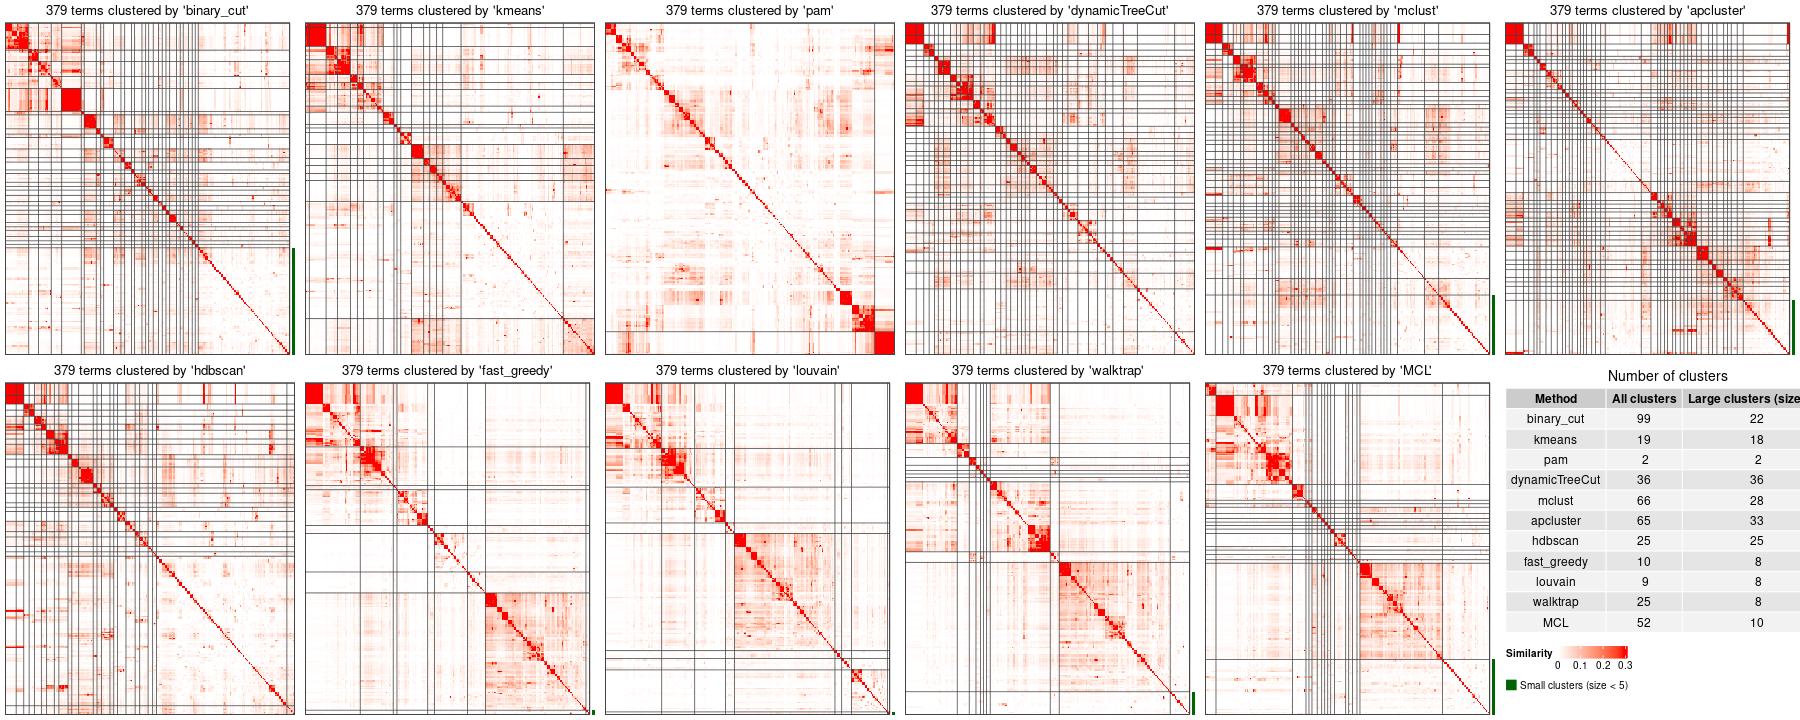 379 terms clustered by 'binary_cut'
379 terms clustered by 'kmeans'
379 terms clustered by 'pam'
379 terms clustered by 'dynamicTreeCut'
379 terms clustered by 'mclust'
379 terms clustered by 'apcluster'
379 terms clustered by 'hdbscan'
379 terms clustered by 'fast_greedy'
379 terms clustered by 'louvain'
379 terms clustered by 'walktrap'
379 terms clustered by 'MCL'
Number of clusters
Method All clusters Large clusters (size
binary_cut 99 22
kmeans 19 18
pam 2 2
dynamicTreeCut 36 36
mclust 66 28
apcluster 65 33
hdbscan 25 25
fast_greedy 10 8
louvain 9 8
walktrap 25 8
MCL 52 10
Similarity
0 0.1 0.2 0.3
Small clusters (size < 5)